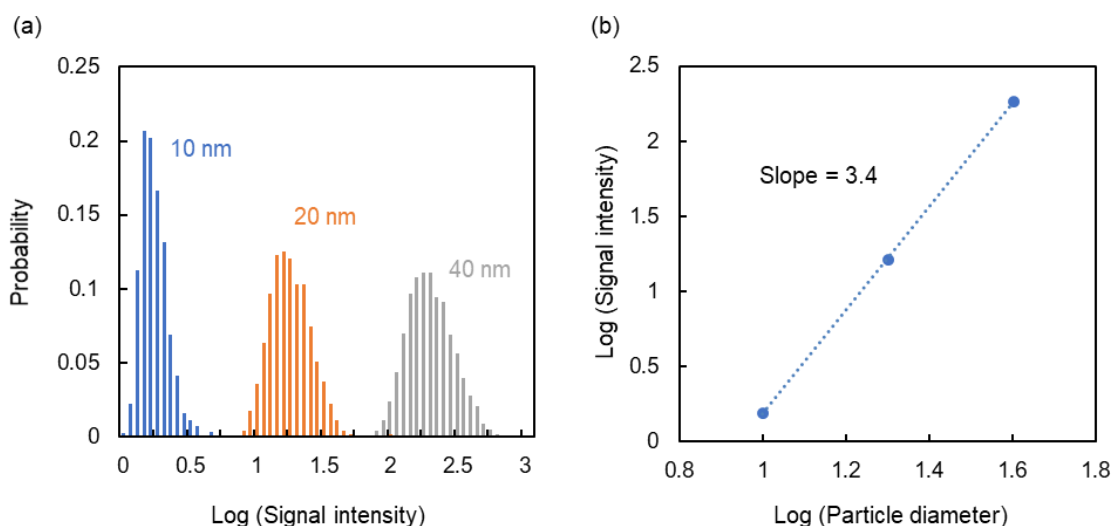 (a)
0.25
0.2
0.15
0.1
0.05
0
Probability
10 nm
20 nm
40 nm
0 0.5 1 1.5 2 2.5 3
Log (Signal intensity)
(b)
2.5
2
1.5
1
0.5
0
Log (Signal intensity)
Slope = 3.4
0.8 1 1.2 1.4 1.6 1.8
Log (Particle diameter)